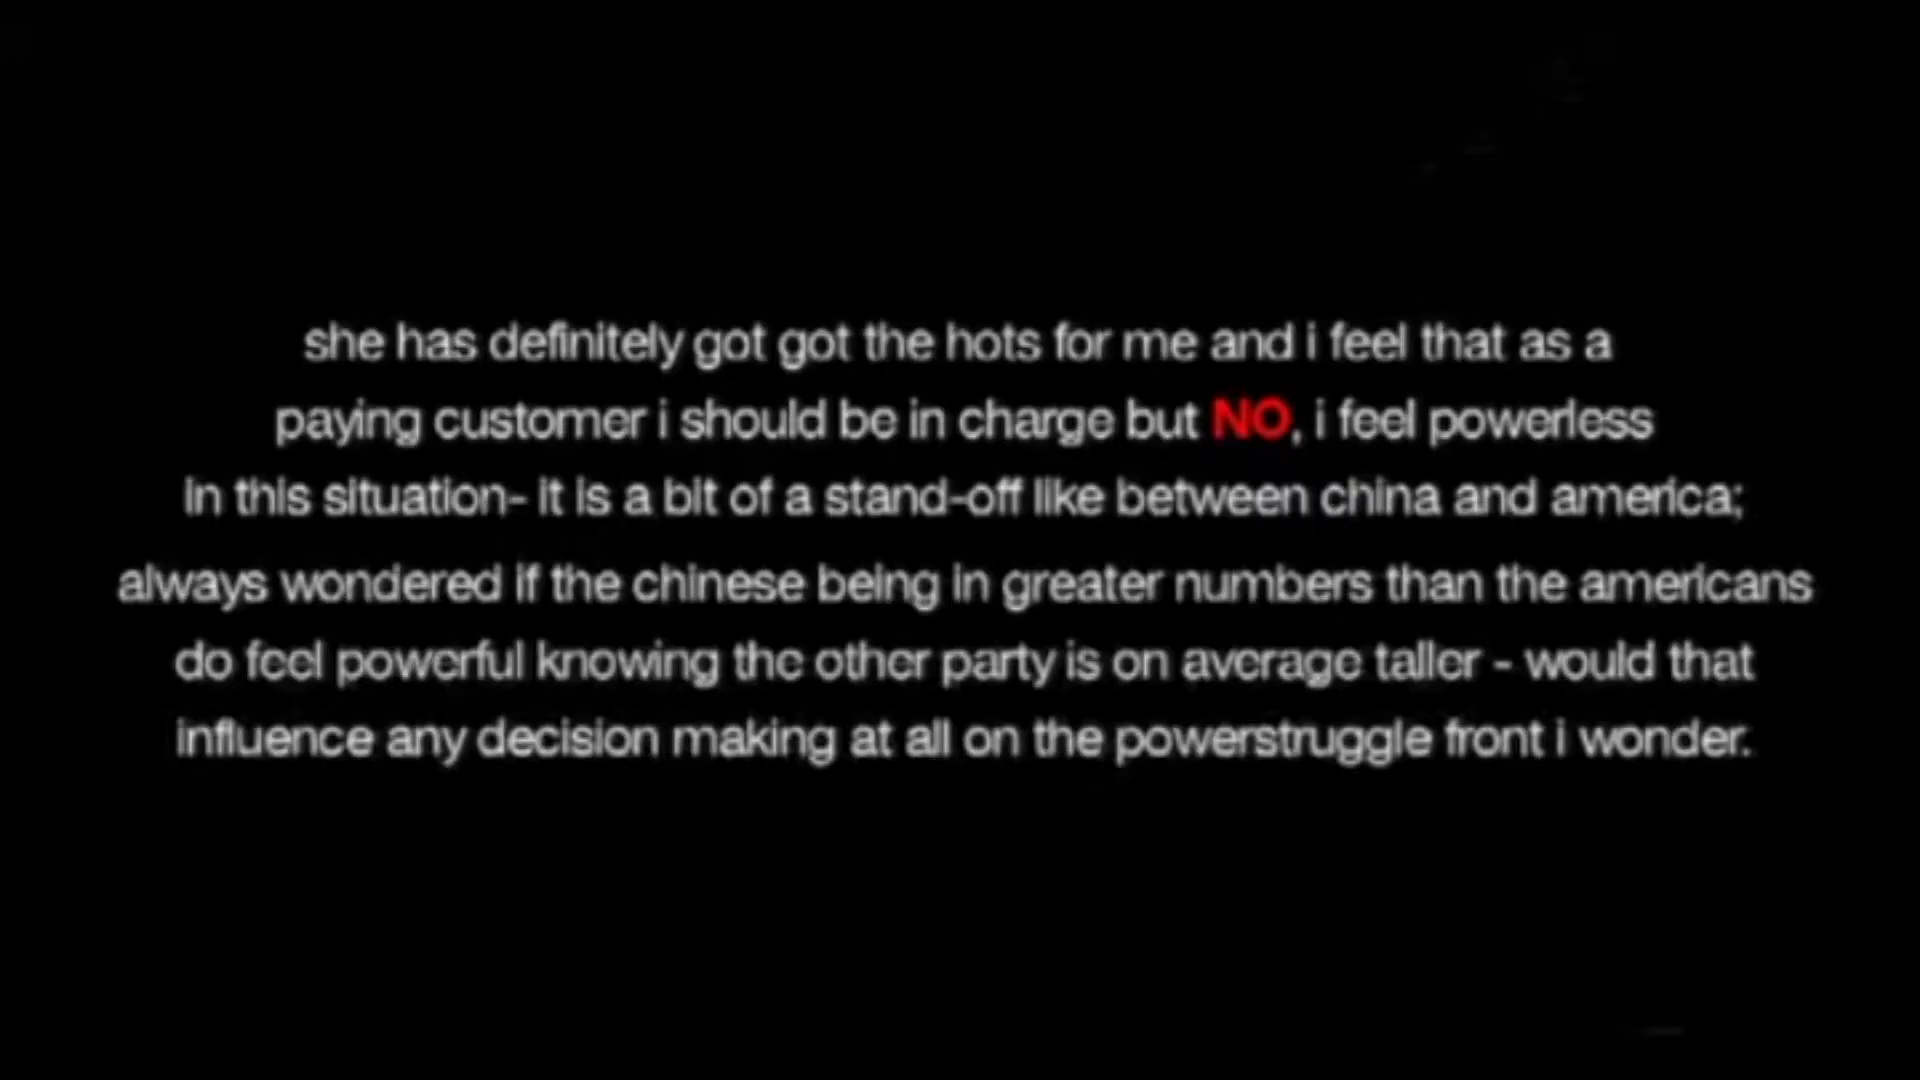 she has definitely got got the hots for me and i feel that as a
paying customer i should be in charge but NO, i feel powerless
in this situation- it is a bit of a stand-off like between china and america;
always wondered if the chinese being in greater numbers than the americans
do feel powerful knowing the other party is on average taller - would that
influence any decision making at all on the powerstruggle front i wonder.